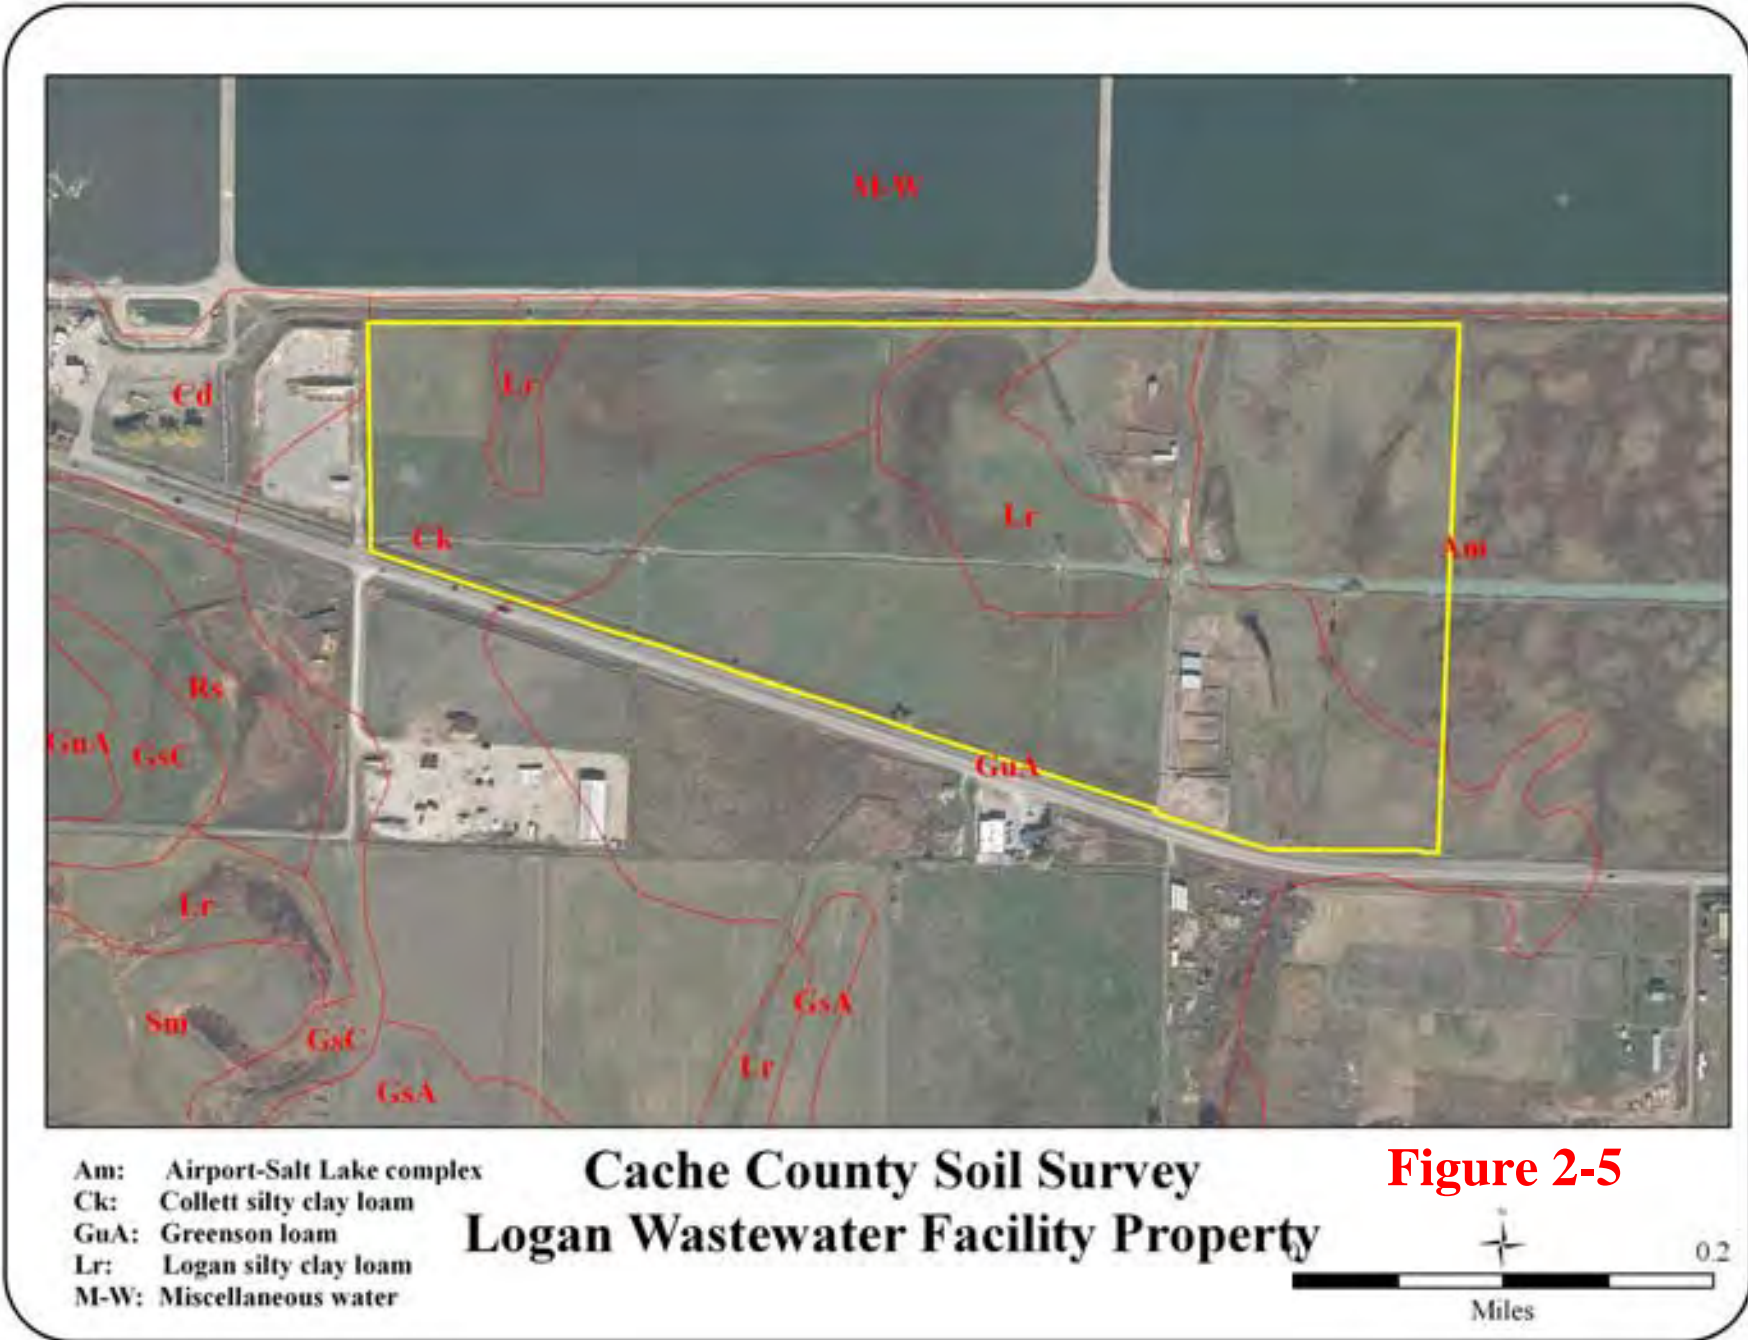 M-W
Lr
Cd
Lr
Ck
Am
Rs
GuA
GsC
GuA
Lr
GsA
Sm
GsC
Lr
GsA
Am: Airport-Salt Lake complex
Ck: Collett silty clay loam
GuA: Greenson loam
Lr: Logan silty clay loam
M-W: Miscellaneous water
Cache County Soil Survey
Logan Wastewater Facility Property
Figure 2-5
0.2
Miles